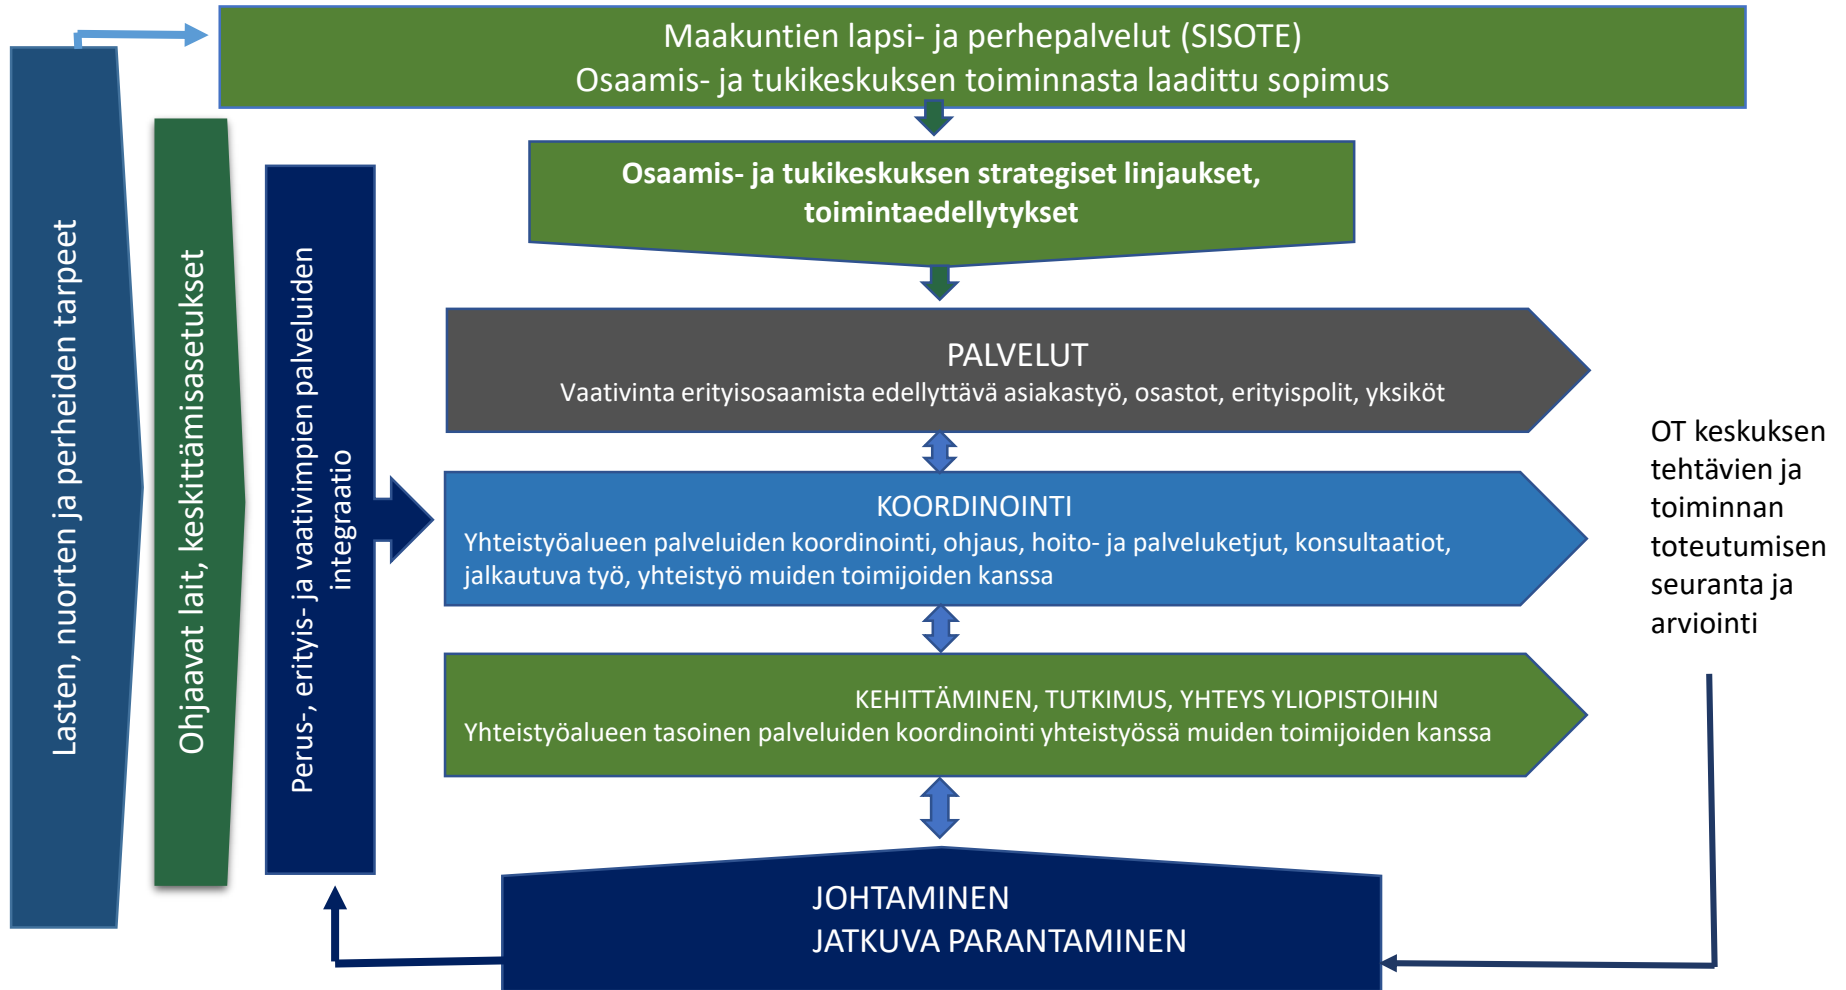 Maakuntien lapsi- ja perhepalvelut (SISOTE)
Osaamis- ja tukikeskuksen toiminnasta laadittu sopimus
Osaamis- ja tukikeskuksen strategiset linjaukset,
toimintaedellytykset
Lasten, nuorten ja perheiden tarpeet
Ohjaavat lait, keskittämisasetukset
Perus-, erityis- ja vaativimpien palveluiden
integraatio
PALVELUT
Vaativinta erityisosaamista edellyttävä asiakastyö, osastot, erityispolit, yksiköt
KOORDINOINTI
Yhteistyöalueen palveluiden koordinointi, ohjaus, hoito- ja palveluketjut, konsultaatiot,
jalkautuva työ, yhteistyö muiden toimijoiden kanssa
KEHITTÄMINEN, TUTKIMUS, YHTEYS YLIOPISTOIHIN
Yhteistyöalueen tasoinen palveluiden koordinointi yhteistyössä muiden toimijoiden kanssa
OT keskuksen
tehtävien ja
toiminnan
toteutumisen
seuranta ja
arviointi
JOHTAMINEN
JATKUVA PARANTAMINEN